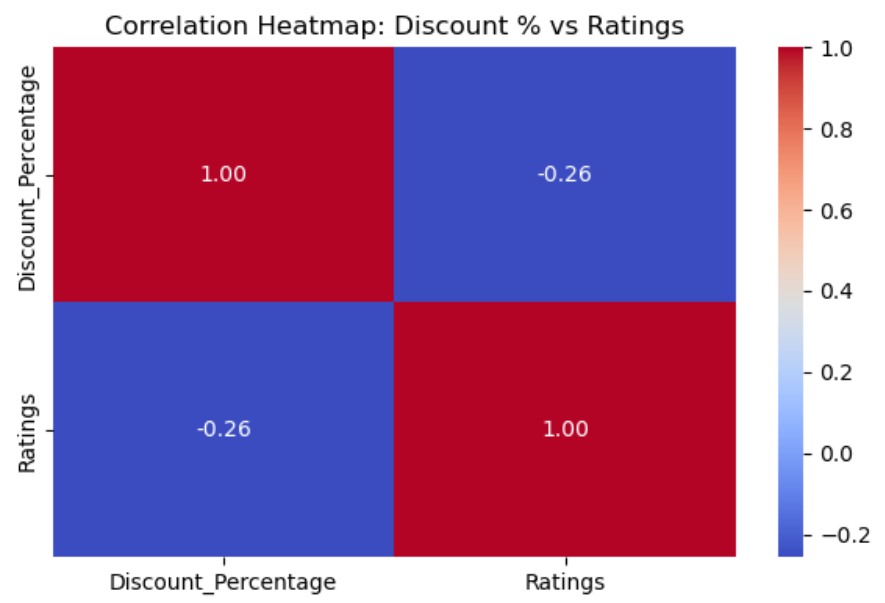 Correlation Heatmap: Discount % vs Ratings
Discount_Percentage
Ratings
1.00
-0.26
-0.26
1.00
Discount_Percentage
Ratings
1.0
0.8
0.6
0.4
0.2
0.0
−0.2